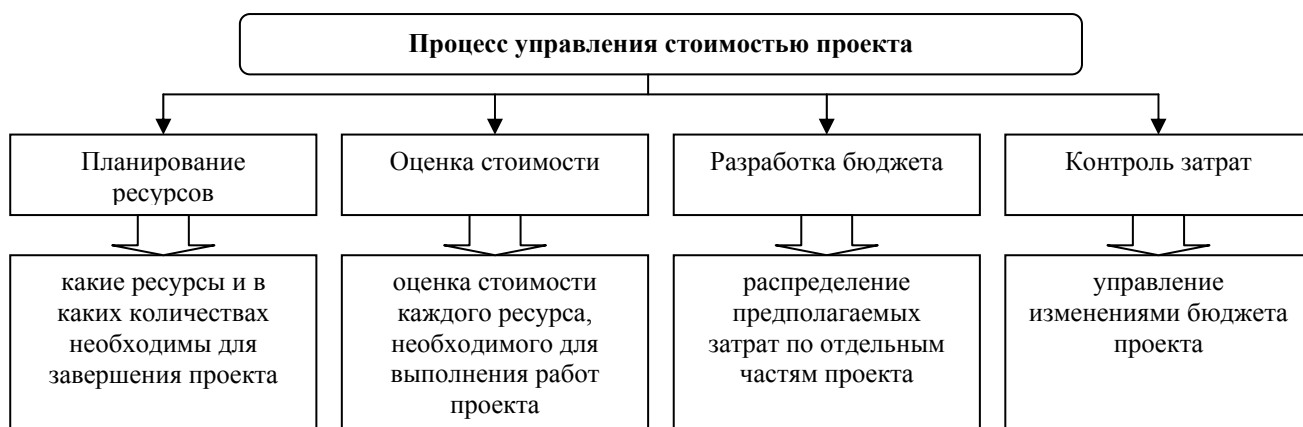 Процесс управления стоимостью проекта
Планирование
ресурсов
Оценка стоимости
Разработка бюджета
Контроль затрат
какие ресурсы и в
каких количествах
необходимы для
завершения проекта
оценка стоимости
каждого ресурса,
необходимого для
выполнения работ
проекта
распределение
предполагаемых
затрат по отдельным
частям проекта
управление
изменениями бюджета
проекта